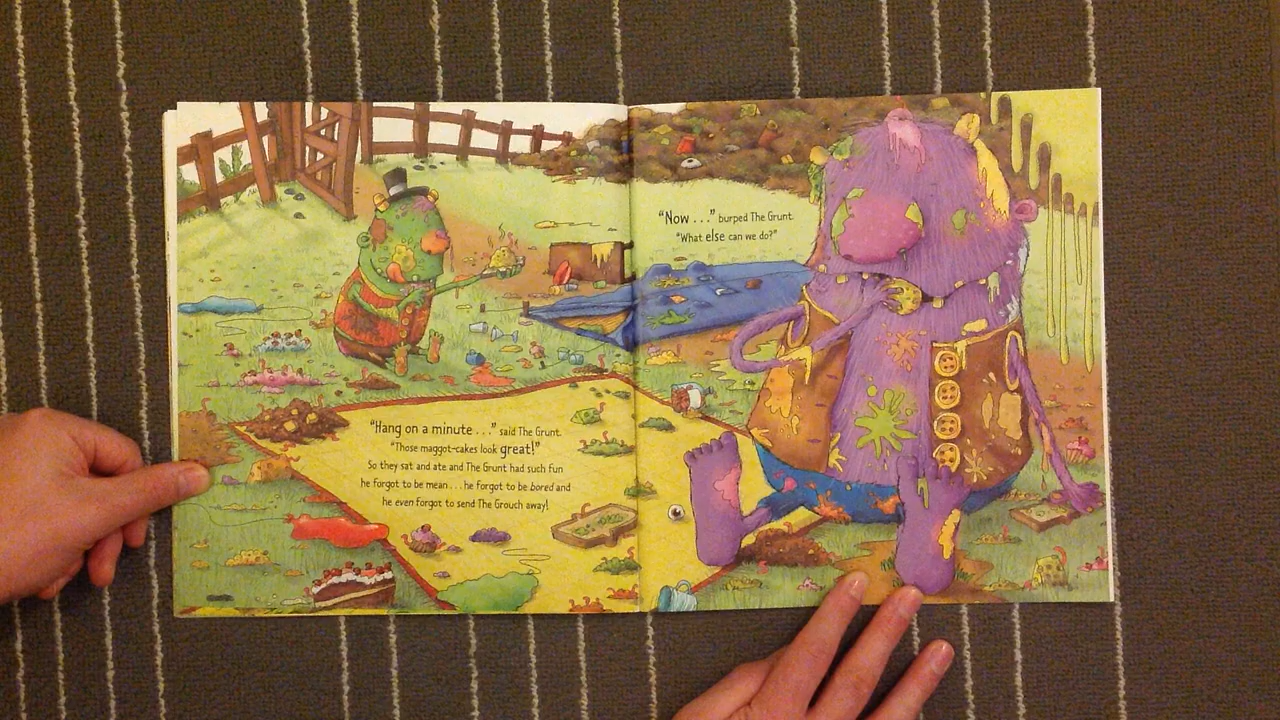 “Hang on a minute . . .” said The Grunt.
“Those maggot-cakes look great!”
So they sat and ate and The Grunt had such fun
he forgot to be mean . . . he forgot to be bored and
he even forgot to send The Grouch away!
“Now . . .” burped The Grunt.
“What else can we do?”